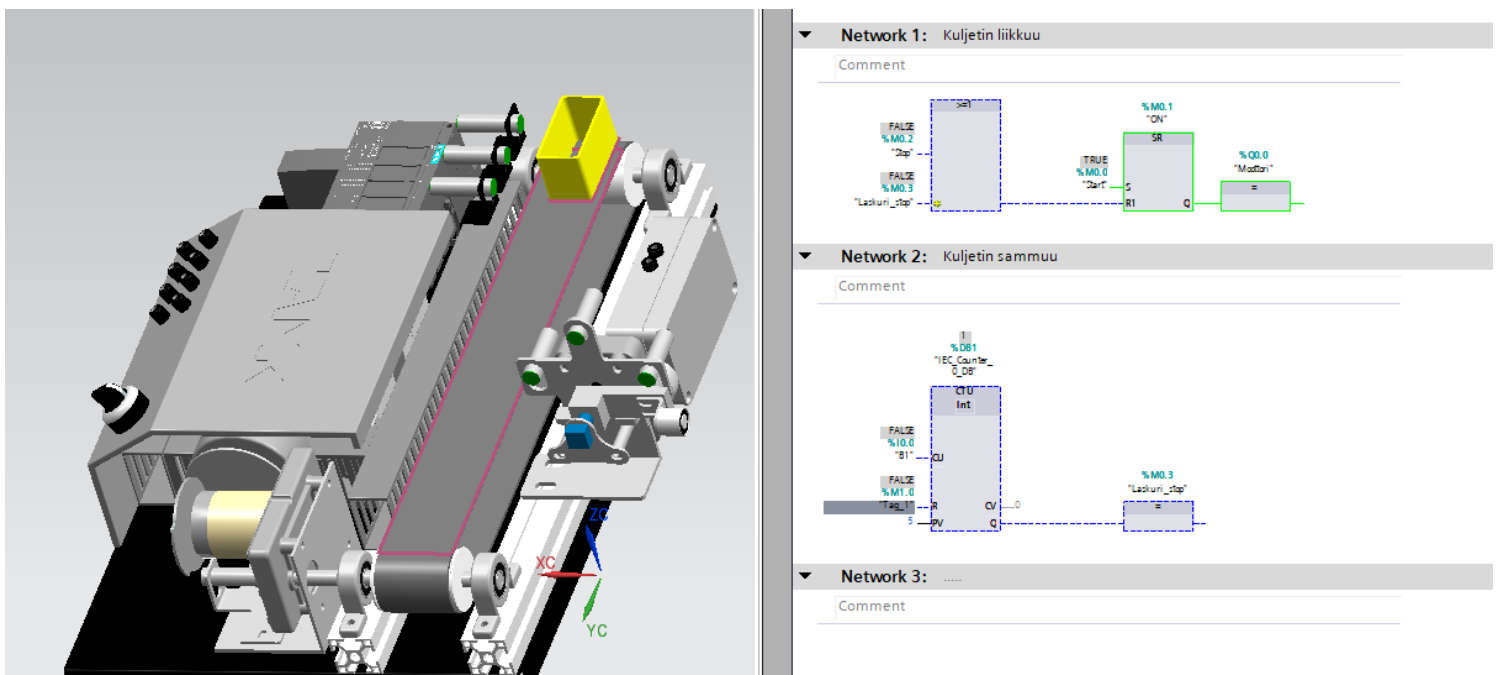 Network 1: Kuljetin liikkuu
Comment
>=1
FALSE
%M0.2
"Stop"
FALSE
%M0.3
"Laskuri_stop"
%M0.1
"ON"
SR
TRUE
%M0.0
"Start"
S
R1
Q
%Q0.0
"Moottori"
=
Network 2: Kuljetin sammuu
Comment
1
%DB1
"IEC_Counter_
0_DB"
CTU
Int
FALSE
%I0.0
"B1"
CU
FALSE
%M1.0
"Tag_1"
R
CV
0
5
PV
Q
%M0.3
"Laskuri_stop"
=
Network 3: .....
Comment
XC
ZC
YC